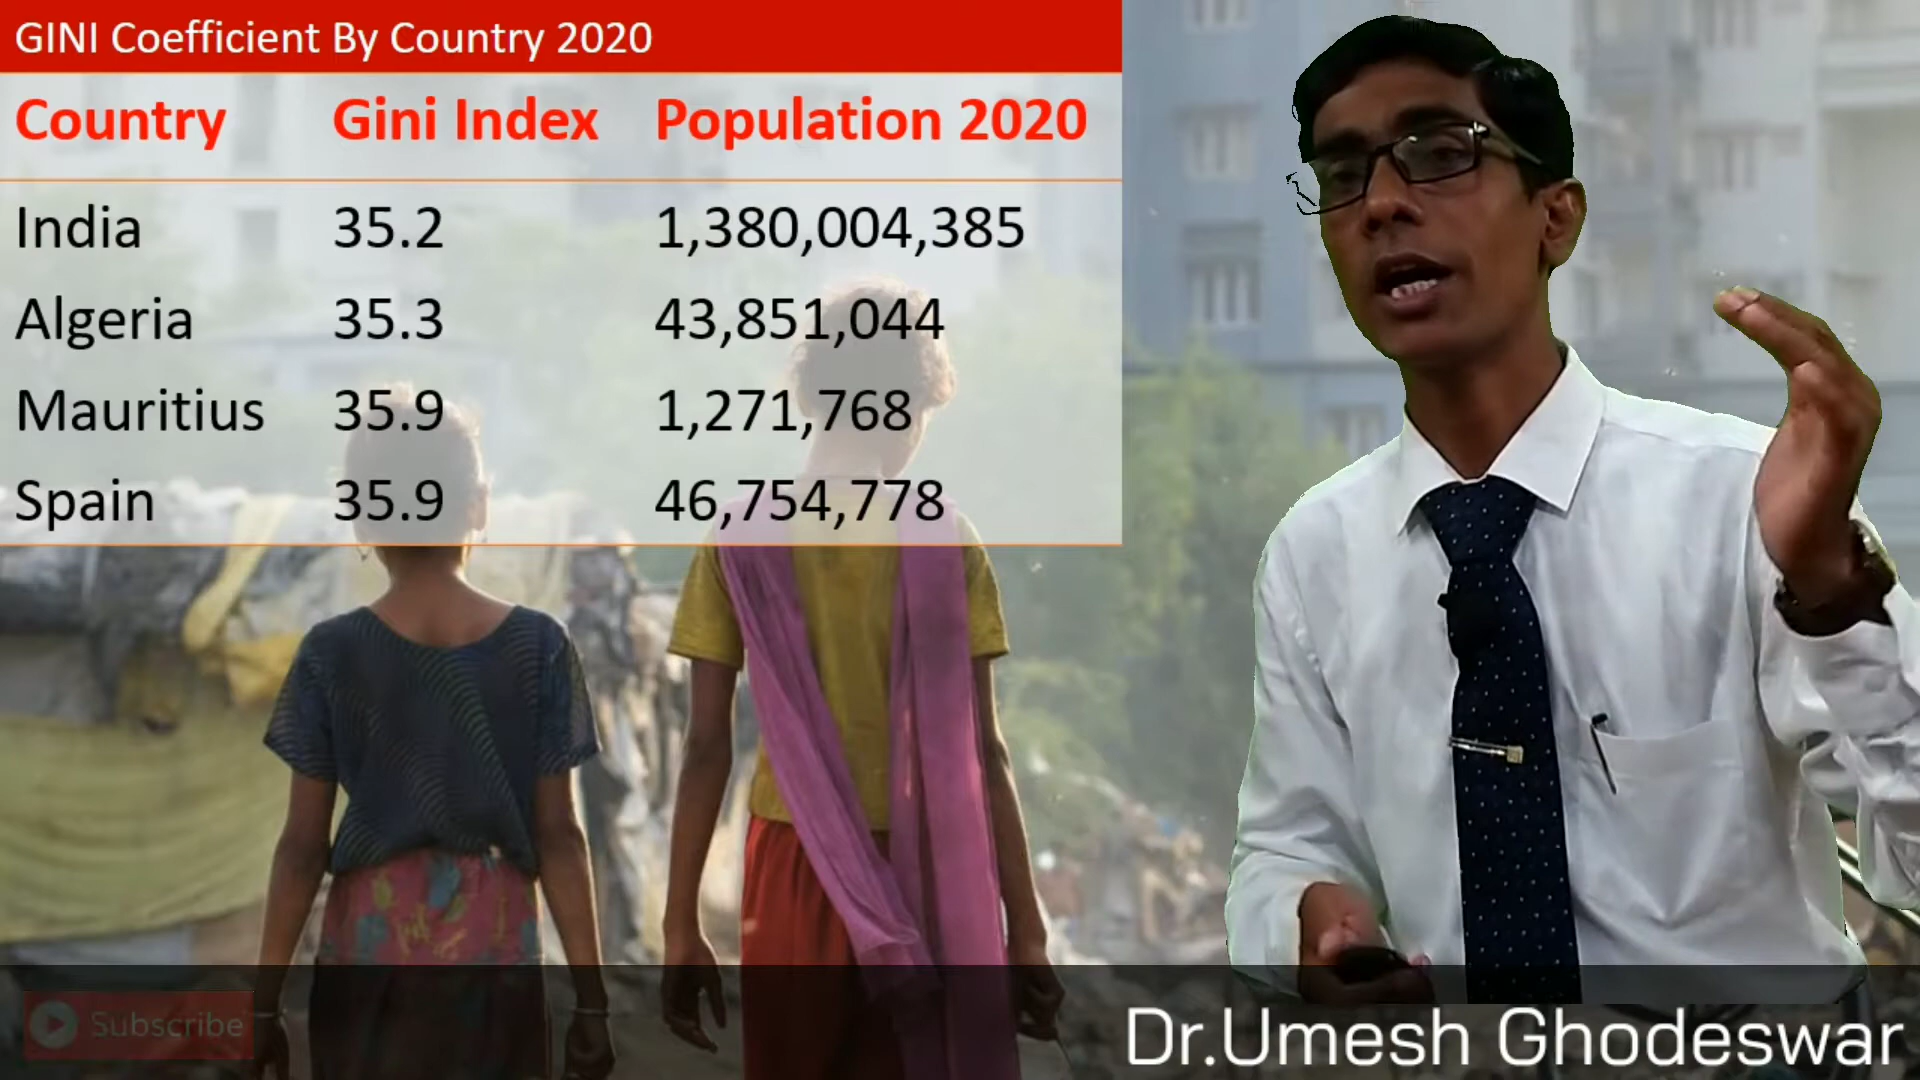 GINI Coefficient By Country 2020
Country Gini Index Population 2020
India 35.2 1,380,004,385
Algeria 35.3 43,851,044
Mauritius 35.9 1,271,768
Spain 35.9 46,754,778
Subscribe
Dr.Umesh Ghodeswar